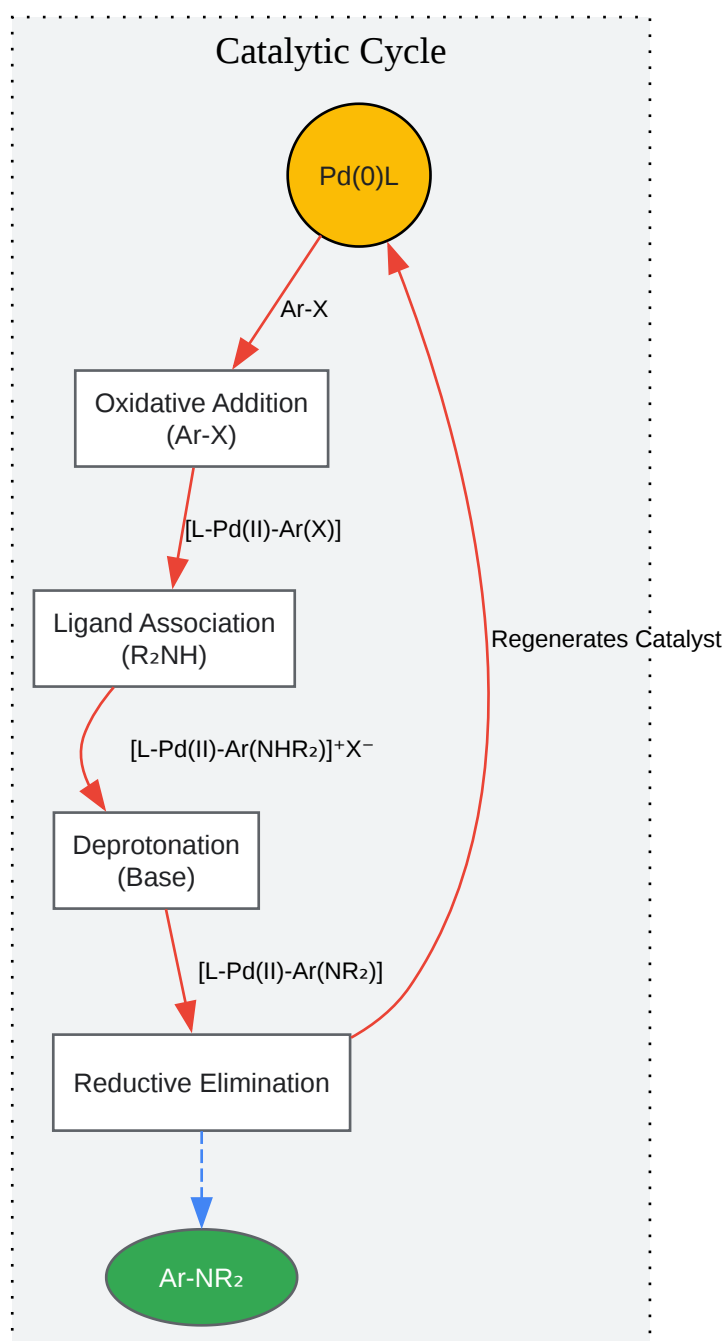 Catalytic Cycle
Pd(0)L
Ar-X
Oxidative Addition
(Ar-X)
[L-Pd(II)-Ar(X)]
Ligand Association
(R₂NH)
Regenerates Catalyst
[L-Pd(II)-Ar(NHR₂)]⁺X⁻
Deprotonation
(Base)
[L-Pd(II)-Ar(NR₂)]
Reductive Elimination
Ar-NR₂